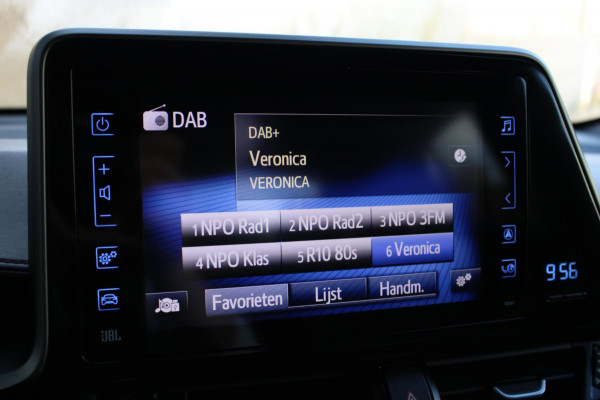 DAB
DAB+
Veronica
VERONICA
1 NPO Rad1 2 NPO Rad2 3 NPO 3FM
4 NPO Klas 5 R10 80s 6 Veronica
Favorieten Lijst Handm.
9:56
JBL